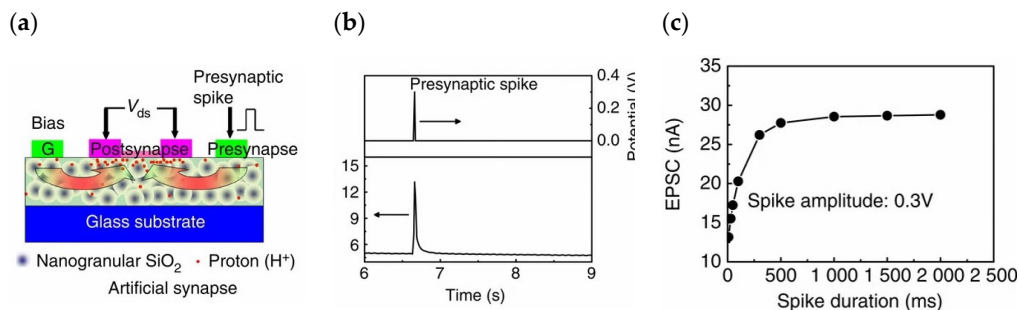 (a)
Presynaptic
spike
Vds
Bias
G
Postsynapse
Presynapse
Glass substrate
Nanogranular SiO2
Proton (H+)
Artificial synapse
(b)
Presynaptic spike
0.4
0.2
0.0
Potential (V)
15
12
9
6
6 7 8 9
Time (s)
(c)
35
30
25
20
15
10
EPSC (nA)
Spike amplitude: 0.3V
0 500 1 000 1 500 2 000 2 500
Spike duration (ms)